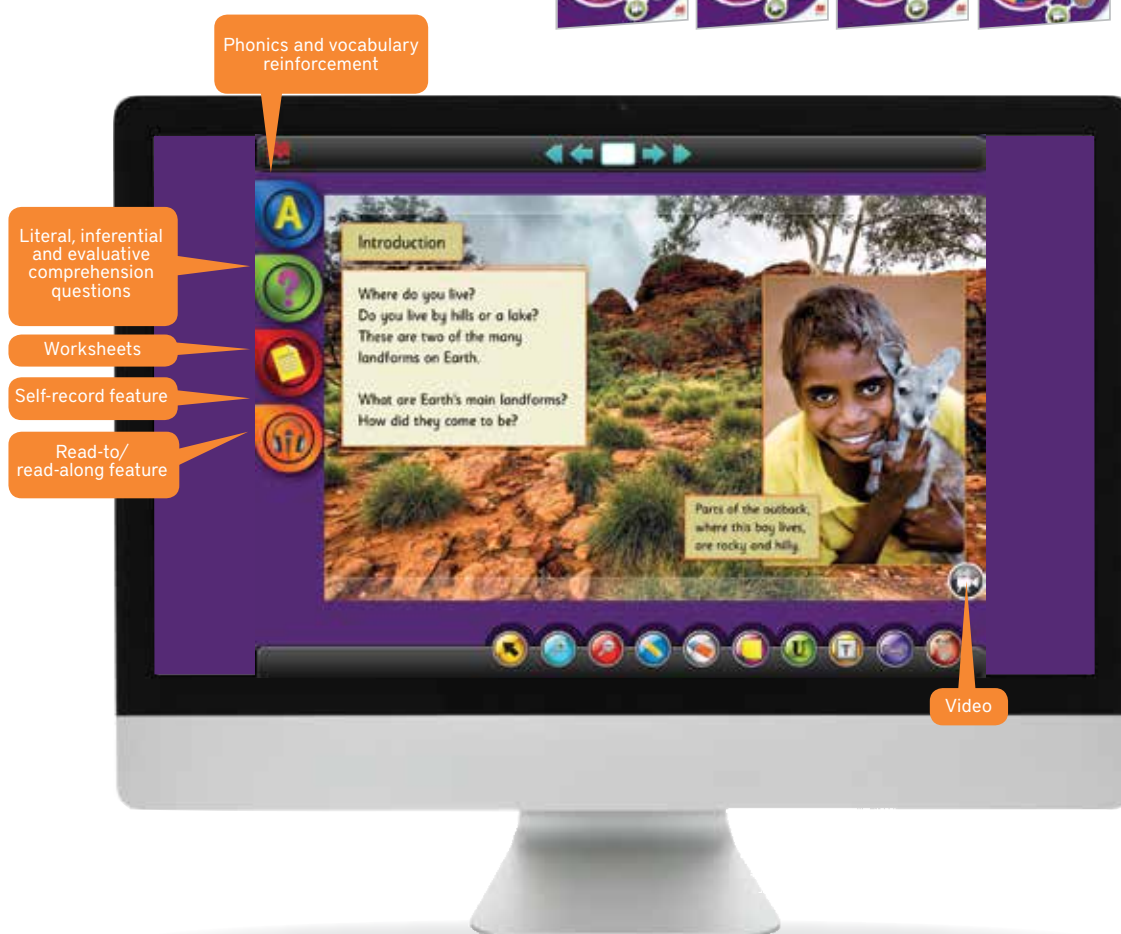 Phonics and vocabulary
reinforcement
Literal, inferential
and evaluative
comprehension
questions
Worksheets
Self-record feature
Read-to/
read-along feature
A
?
Introduction
Where do you live?
Do you live by hills or a lake?
These are two of the many
landforms on Earth.
What are Earth's main landforms?
How did they come to be?
Parts of the outback,
where this boy lives,
are rocky and hilly.
U
T
Video